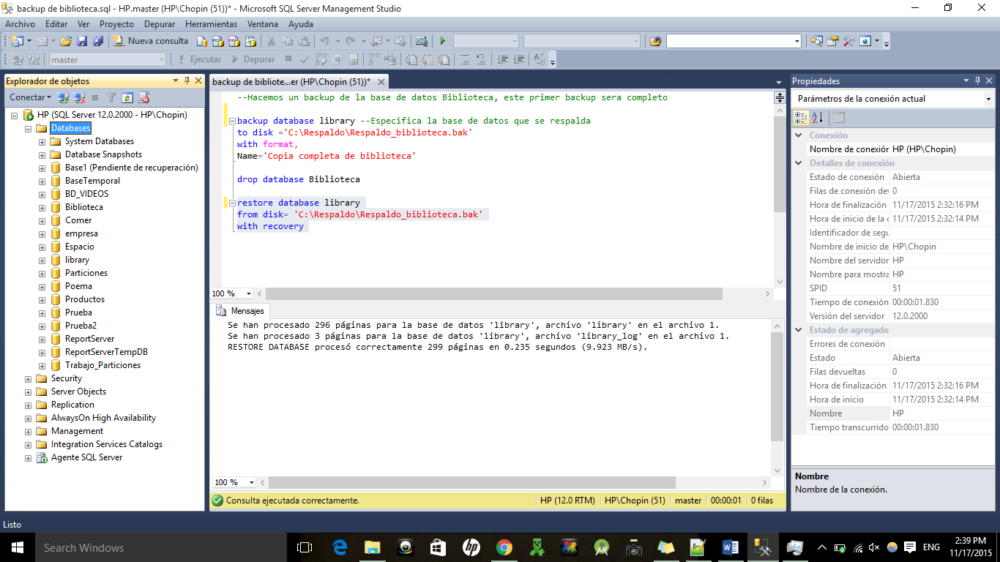 backup de biblioteca.sql - HP.master (HP\Chopin (51))* - Microsoft SQL Server Management Studio
Archivo Editar Ver Proyecto Depurar Herramientas Ventana Ayuda
Nueva consulta
master Ejecutar Depurar
Explorador de objetos
Conectar
HP (SQL Server 12.0.2000 - HP\Chopin)
Databases
System Databases
Database Snapshots
Base1 (Pendiente de recuperación)
BaseTemporal
BD_VIDEOS
Biblioteca
Comer
empresa
Espacio
library
Particiones
Poema
Productos
Prueba
Prueba2
ReportServer
ReportServerTempDB
Trabajo_Particiones
Security
Server Objects
Replication
AlwaysOn High Availability
Management
Integration Services Catalogs
Agente SQL Server
backup de bibliote...er (HP\Chopin (51))*
--Hacemos un backup de la base de datos Biblioteca, este primer backup sera completo
backup database library --Especifica la base de datos que se respalda
to disk ='C:\Respaldo\Respaldo_biblioteca.bak'
with format,
Name='Copia completa de biblioteca'
drop database Biblioteca
restore database library
from disk= 'C:\Respaldo\Respaldo_biblioteca.bak'
with recovery
100 %
Mensajes
Se han procesado 296 páginas para la base de datos 'library', archivo 'library' en el archivo 1.
Se han procesado 3 páginas para la base de datos 'library', archivo 'library_log' en el archivo 1.
RESTORE DATABASE procesó correctamente 299 páginas en 0.235 segundos (9.923 MB/s).
100 %
Consulta ejecutada correctamente. HP (12.0 RTM) HP\Chopin (51) master 00:00:01 0 filas
Propiedades
Parámetros de la conexión actual
Conexión
Nombre de conexión HP (HP\Chopin)
Detalles de conexión
Estado de conexión Abierta
Filas de conexión de 0
Hora de finalización 11/17/2015 2:32:16 PM
Hora de inicio de la c 11/17/2015 2:32:14 PM
Identificador de segu
Nombre de inicio de HP\Chopin
Nombre del servidor HP
Nombre para mostra HP
SPID 51
Tiempo de conexión 00:00:01.830
Versión del servidor 12.0.2000
Estado de agregado
Errores de conexión
Estado Abierta
Filas devueltas 0
Hora de finalización 11/17/2015 2:32:16 PM
Hora de inicio 11/17/2015 2:32:14 PM
Nombre HP
Tiempo transcurrido 00:00:01.830
Nombre
Nombre de la conexión.
Listo
Search Windows
ENG
2:39 PM
11/17/2015